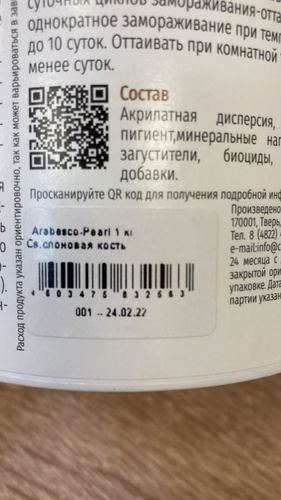 суточных циклов замораживания-отта
однократное замораживание при темп
до 10 суток. Оттаивать при комнатной
менее суток.
Состав
Акрилатная дисперсия,
пигмент,минеральные нап
загустители, биоциды,
добавки.
Просканируйте QR код для получения подробной инф
Arabesco-Pearl 1 кг
Св.слоновая кость
4 603475 832563
001 .. 24.02.22
Произведено
170001, Тверь,
Тел. 8 (4822)
e-mail:info@c
24 месяца с
закрытой ори
упаковке. Дата
партии указан
Расход продукта указан ориентировочно, так как может варьироваться в зав